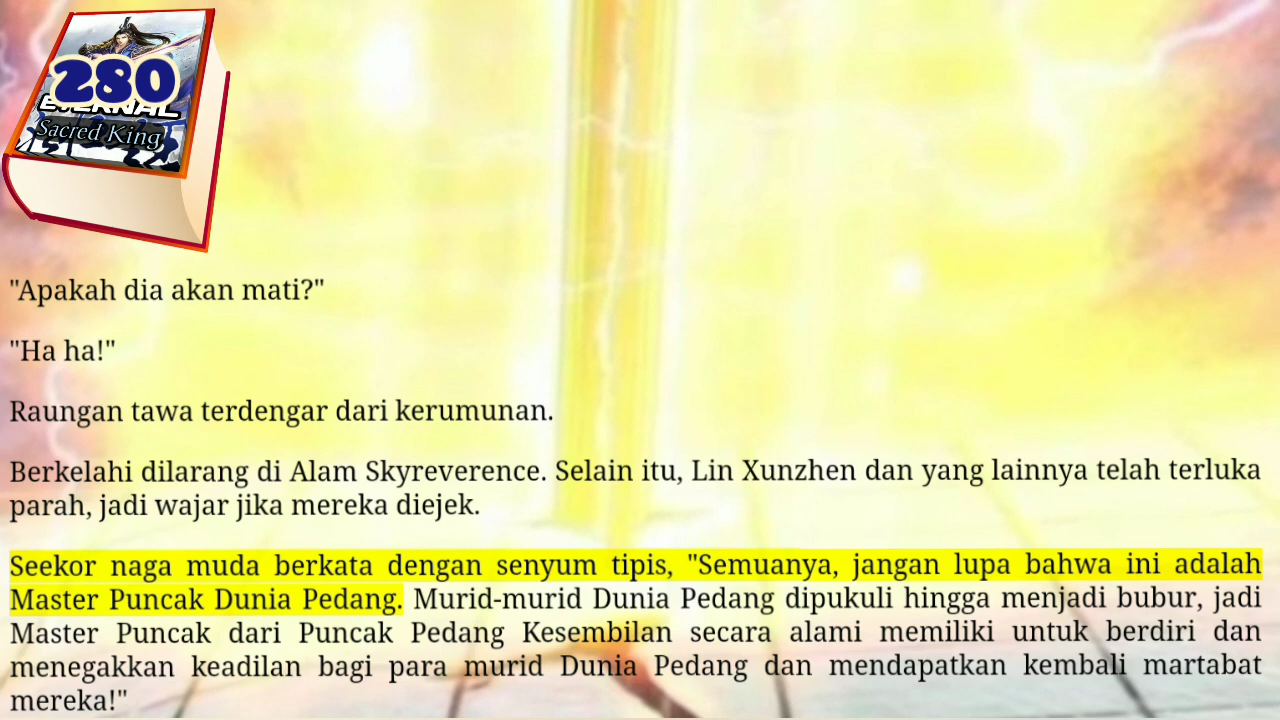 280
ETERNAL
Sacred King
"Apakah dia akan mati?"
"Ha ha!"
Raungan tawa terdengar dari kerumunan.
Berkelahi dilarang di Alam Skyreverence. Selain itu, Lin Xunzhen dan yang lainnya telah terluka
parah, jadi wajar jika mereka diejek.
Seekor naga muda berkata dengan senyum tipis, "Semuanya, jangan lupa bahwa ini adalah
Master Puncak Dunia Pedang. Murid-murid Dunia Pedang dipukuli hingga menjadi bubur, jadi
Master Puncak dari Puncak Pedang Kesembilan secara alami memiliki untuk berdiri dan
menegakkan keadilan bagi para murid Dunia Pedang dan mendapatkan kembali martabat
mereka!"